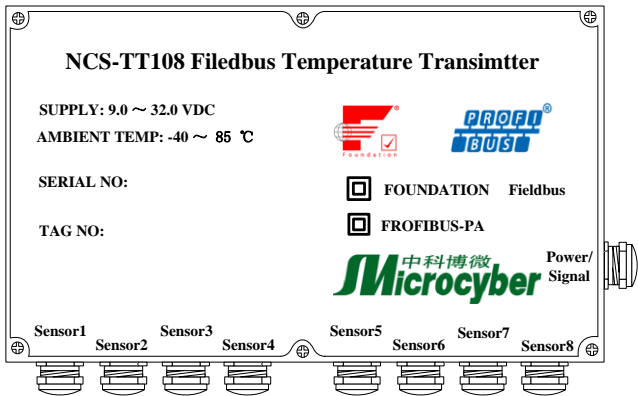 NCS-TT108 Filedbus Temperature Transimtter
SUPPLY: 9.0 ~ 32.0 VDC
AMBIENT TEMP: -40 ~ 85 ℃
SERIAL NO:
TAG NO:
F
®
Foundation
PROFI
®
BUS
FOUNDATION Fieldbus
FROFIBUS-PA
中科博微
Microcyber
Power/
Signal
Sensor1
Sensor2
Sensor3
Sensor4
Sensor5
Sensor6
Sensor7
Sensor8